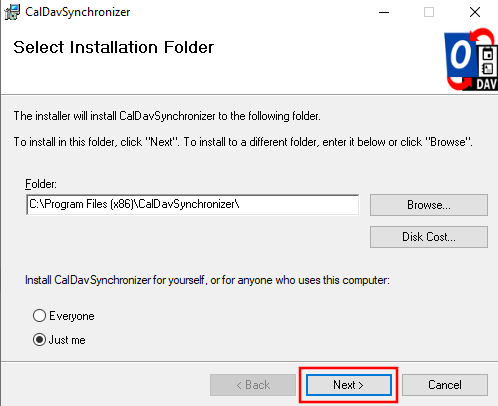 CalDavSynchronizer
Select Installation Folder
O
DAV
The installer will install CalDavSynchronizer to the following folder.
To install in this folder, click "Next". To install to a different folder, enter it below or click "Browse".
Folder:
C:\Program Files (x86)\CalDavSynchronizer\
Browse...
Disk Cost...
Install CalDavSynchronizer for yourself, or for anyone who uses this computer:
Everyone
Just me
< Back
Next >
Cancel